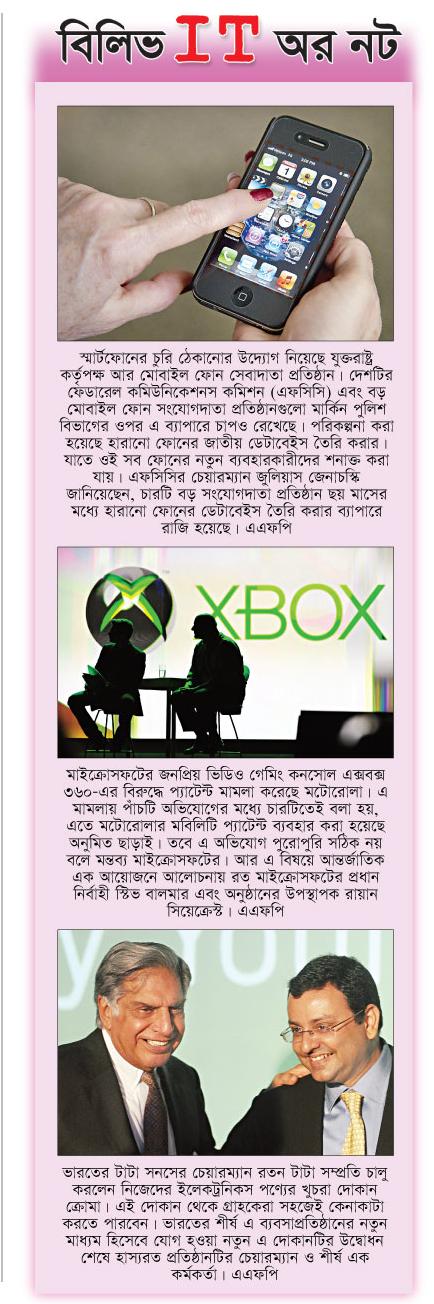 বিলিভ IT অর নট
স্মার্টফোনের চুরি ঠেকানোর উদ্যোগ নিয়েছে যুক্তরাষ্ট্র
কর্তৃপক্ষ আর মোবাইল ফোন সেবাদাতা প্রতিষ্ঠান। দেশটির
ফেডারেল কমিউনিকেশনস কমিশন (এফসিসি) এবং বড়
মোবাইল ফোন সংযোগদাতা প্রতিষ্ঠানগুলো মার্কিন পুলিশ
বিভাগের ওপর এ ব্যাপারে চাপও রেখেছে। পরিকল্পনা করা
হয়েছে হারানো ফোনের জাতীয় ডেটাবেইস তৈরি করার।
যাতে ওই সব ফোনের নতুন ব্যবহারকারীদের শনাক্ত করা
যায়। এফসিসির চেয়ারম্যান জুলিয়াস জেনাচস্কি
জানিয়েছেন, চারটি বড় সংযোগদাতা প্রতিষ্ঠান ছয় মাসের
মধ্যে হারানো ফোনের ডেটাবেইস তৈরি করার ব্যাপারে
রাজি হয়েছে। এএফপি
XBOX
মাইক্রোসফটের জনপ্রিয় ভিডিও গেমিং কনসোল এক্সবক্স
৩৬০-এর বিরুদ্ধে প্যাটেন্ট মামলা করেছে মটোরোলা। এ
মামলায় পাঁচটি অভিযোগের মধ্যে চারটিতেই বলা হয়,
এতে মটোরোলার মবিলিটি প্যাটেন্ট ব্যবহার করা হয়েছে
অনুমিত ছাড়াই। তবে এ অভিযোগ পুরোপুরি সঠিক নয়
বলে মন্তব্য মাইক্রোসফটের। আর এ বিষয়ে আন্তর্জাতিক
এক আয়োজনে আলোচনায় রত মাইক্রোসফটের প্রধান
নির্বাহী স্টিভ বালমার এবং অনুষ্ঠানের উপস্থাপক রায়ান
সিয়েক্রেস্ট। এএফপি
ভারতের টাটা সনসের চেয়ারম্যান রতন টাটা সম্প্রতি চালু
করলেন নিজেদের ইলেকট্রনিকস পণ্যের খুচরা দোকান
ক্রোমা। এই দোকান থেকে গ্রাহকেরা সহজেই কেনাকাটা
করতে পারবেন। ভারতের শীর্ষ এ ব্যবসাপ্রতিষ্ঠানের নতুন
মাধ্যম হিসেবে যোগ হওয়া নতুন এ দোকানটির উদ্বোধন
শেষে হাস্যরত প্রতিষ্ঠানটির চেয়ারম্যান ও শীর্ষ এক
কর্মকর্তা। এএফপি